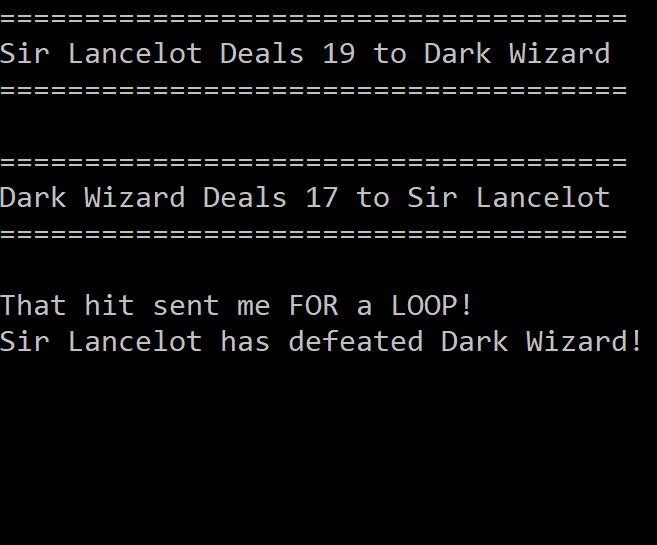 =====================================
Sir Lancelot Deals 19 to Dark Wizard
=====================================
=====================================
Dark Wizard Deals 17 to Sir Lancelot
=====================================
That hit sent me FOR a LOOP!
Sir Lancelot has defeated Dark Wizard!